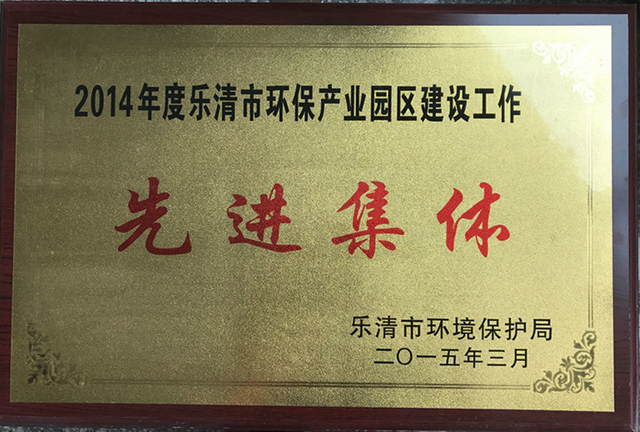 2014年度乐清市环保产业园区建设工作
先进集体
乐清市环境保护局
二〇一五年三月